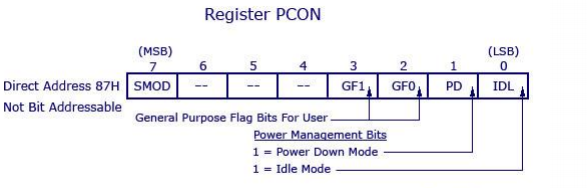 Register PCON
(MSB) (LSB)
7 6 5 4 3 2 1 0
Direct Address 87H SMOD -- -- -- GF1 GF0 PD IDL
Not Bit Addressable
General Purpose Flag Bits For User
Power Management Bits
1 = Power Down Mode
1 = Idle Mode